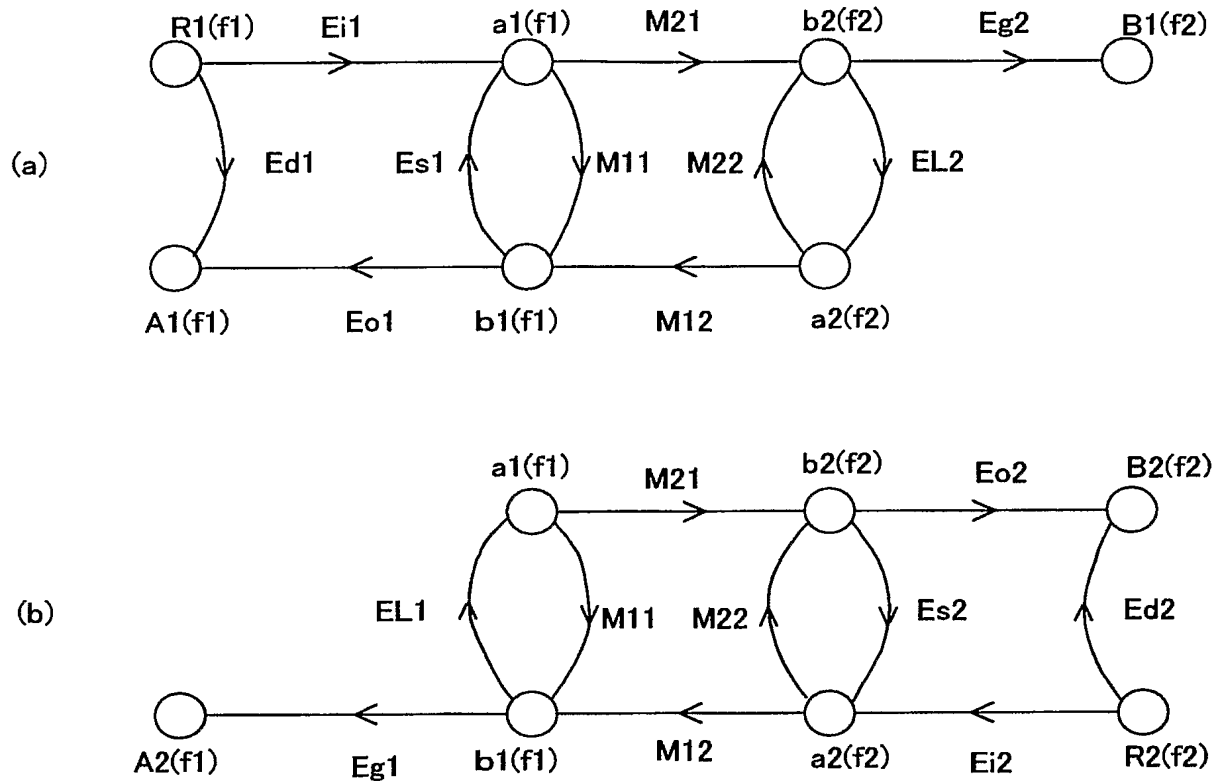 R1(f1) Ei1 a1(f1) M21 b2(f2) Eg2 B1(f2)
(a) Ed1 Es1 M11 M22 EL2
A1(f1) Eo1 b1(f1) M12 a2(f2)
a1(f1) M21 b2(f2) Eo2 B2(f2)
(b) EL1 M11 M22 Es2 Ed2
A2(f1) Eg1 b1(f1) M12 a2(f2) Ei2 R2(f2)